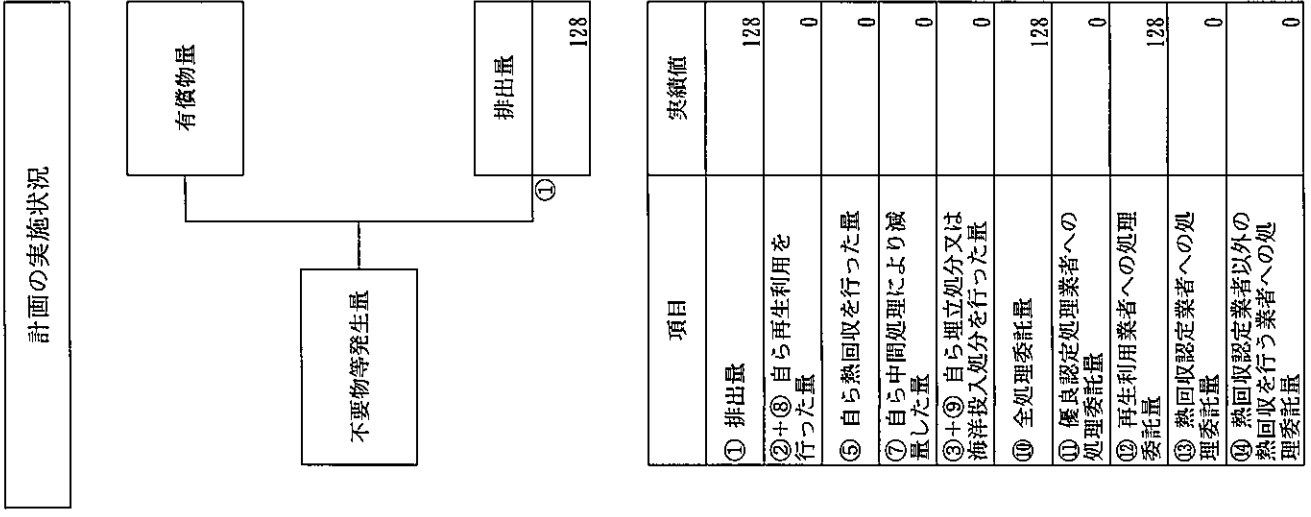 計画の実施状況
不要物等発生量
有償物量
①
排出量
128
項目
実績値
① 排出量
128
②+⑧ 自ら再生利用を
行った量
0
⑤ 自ら熱回収を行った量
0
⑦ 自ら中間処理により減
量した量
0
③+⑨ 自ら埋立処分又は
海洋投入処分を行った量
0
⑩ 全処理委託量
128
⑪ 優良認定処理業者への
処理委託量
0
⑫ 再生利用業者への処理
委託量
128
⑬ 熱回収認定業者への処
理委託量
0
⑭ 熱回収認定業者以外の
熱回収を行う業者への処
理委託量
0